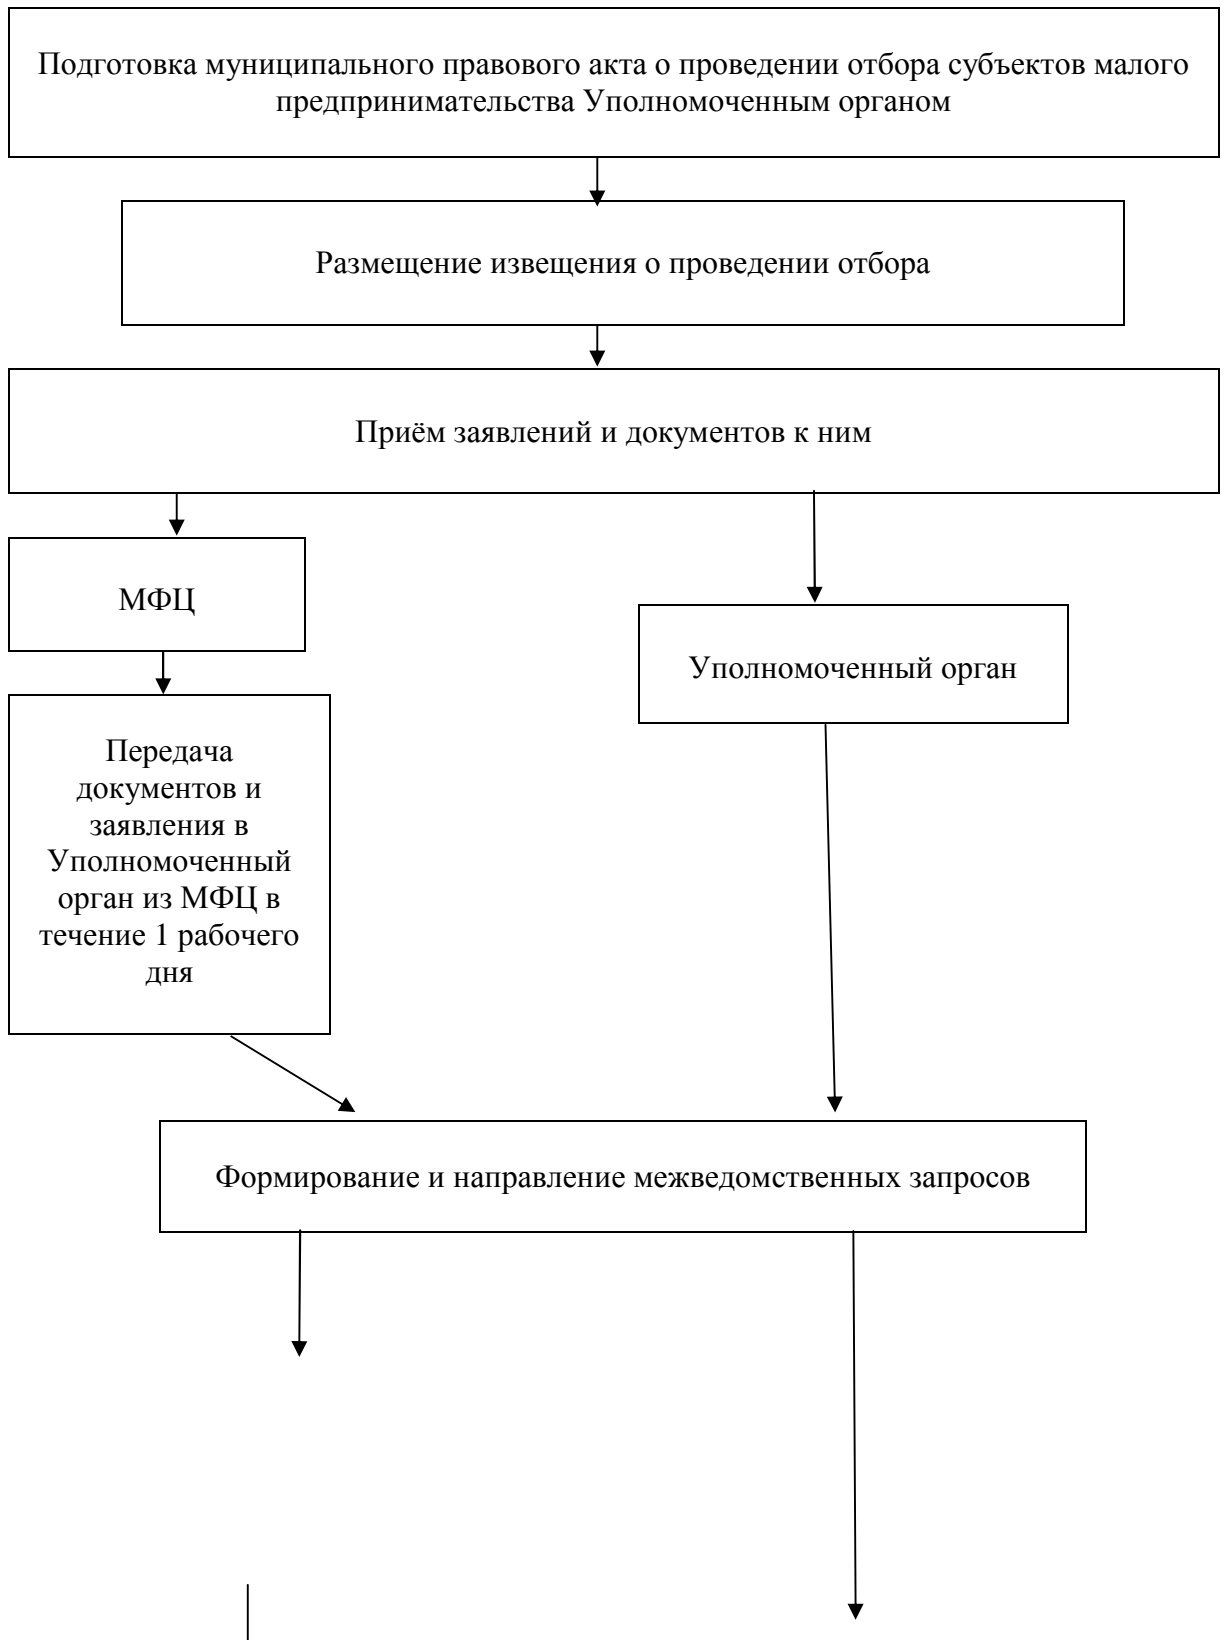 Подготовка муниципального правового акта о проведении отбора субъектов малого
предпринимательства Уполномоченным органом
Размещение извещения о проведении отбора
Приём заявлений и документов к ним
МФЦ
Уполномоченный орган
Передача
документов и
заявления в
Уполномоченный
орган из МФЦ в
течение 1 рабочего
дня
Формирование и направление межведомственных запросов